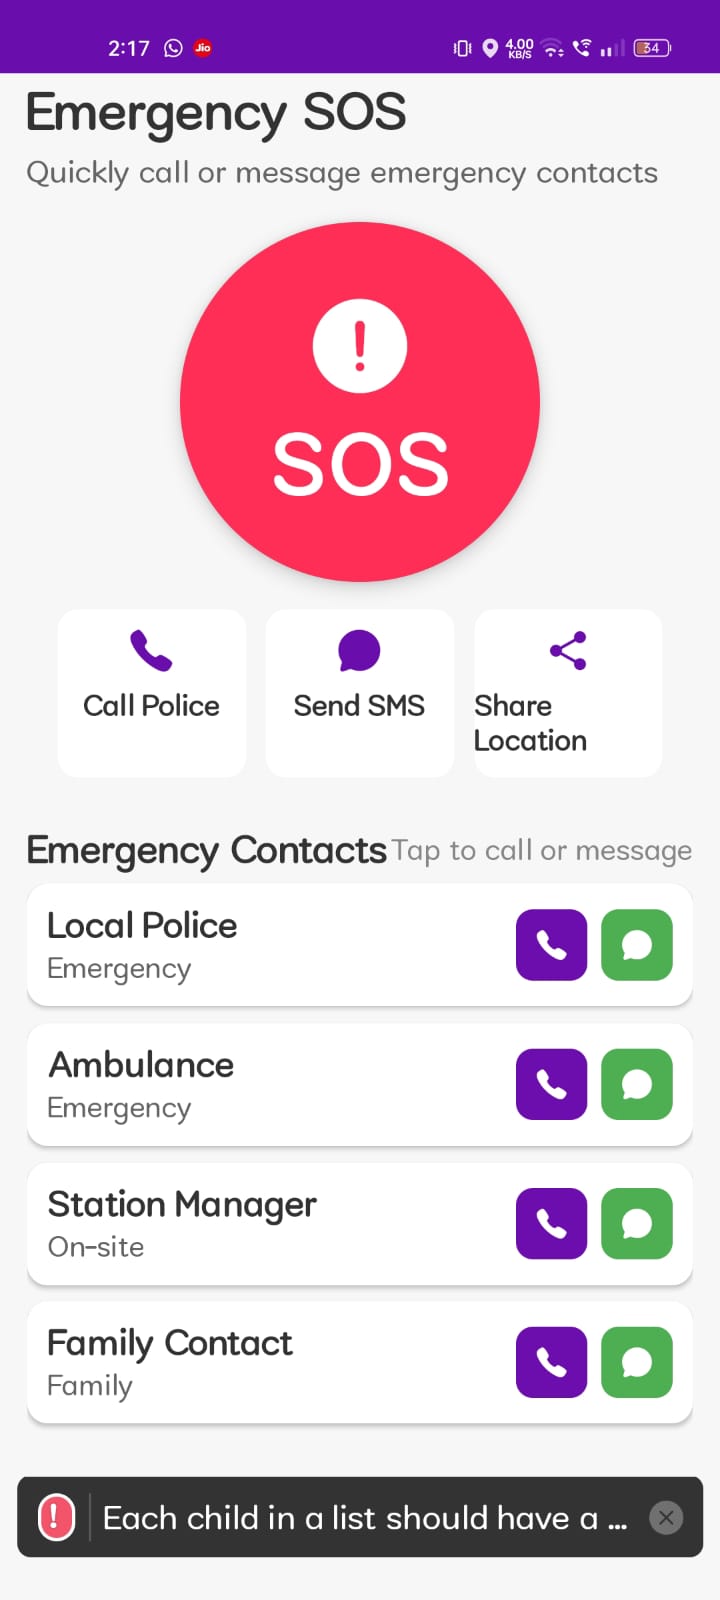 2:17 Jio 4.00 KB/S 34
Emergency SOS
Quickly call or message emergency contacts
!
SOS
Call Police
Send SMS
Share
Location
Emergency Contacts Tap to call or message
Local Police
Emergency
Ambulance
Emergency
Station Manager
On-site
Family Contact
Family
! Each child in a list should have a ...